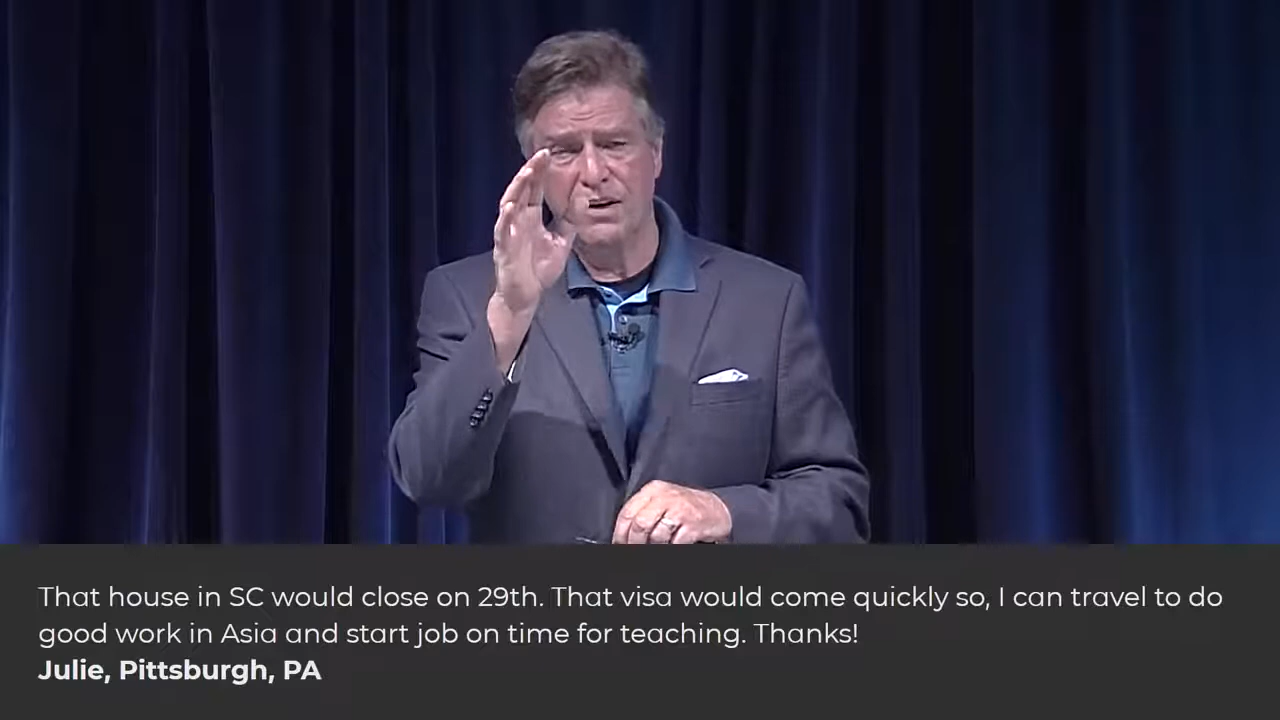 That house in SC would close on 29th. That visa would come quickly so, I can travel to do
good work in Asia and start job on time for teaching. Thanks!
Julie, Pittsburgh, PA